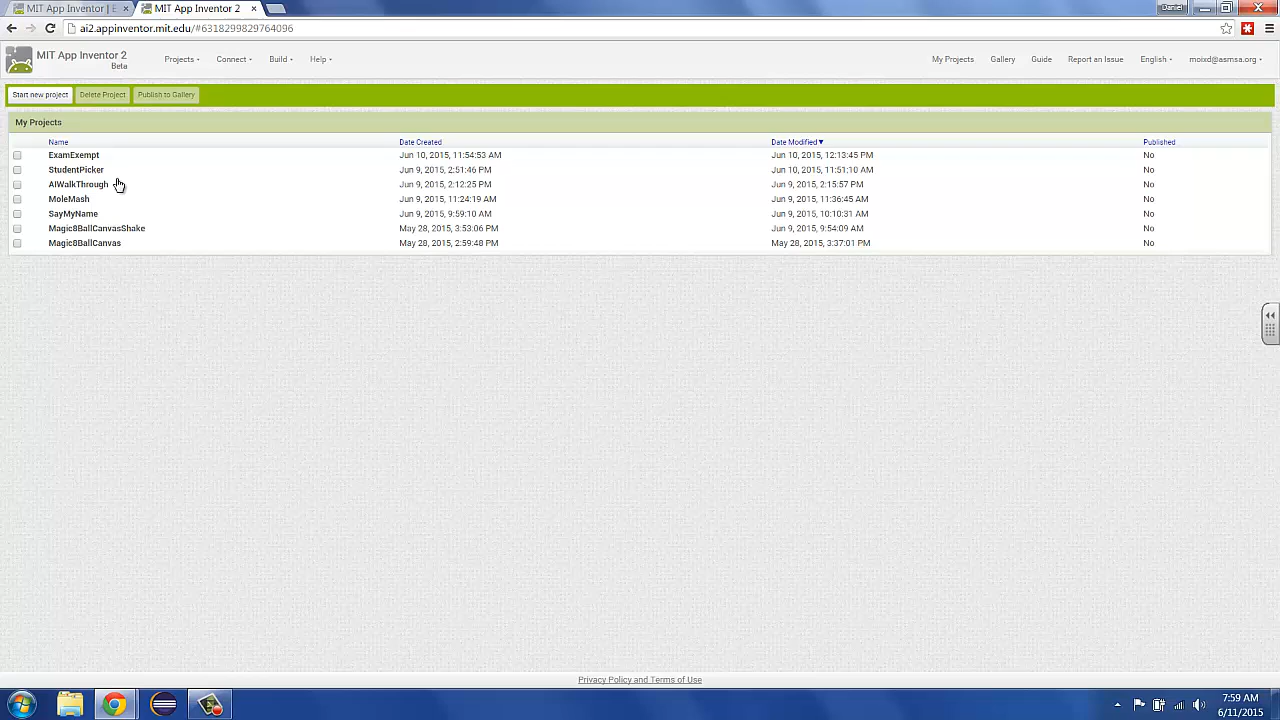 MIT App Inventor | E
MIT App Inventor 2
Daniel
ai2.appinventor.mit.edu/#6318299829764096
MIT App Inventor 2
Beta
Projects
Connect
Build
Help
My Projects
Gallery
Guide
Report an Issue
English
moixd@asmsa.org
Start new project
Delete Project
Publish to Gallery
My Projects
Name Date Created Date Modified Published
ExamExempt Jun 10, 2015, 11:54:53 AM Jun 10, 2015, 12:13:45 PM No
StudentPicker Jun 9, 2015, 2:51:46 PM Jun 10, 2015, 11:51:10 AM No
AIWalkThrough Jun 9, 2015, 2:12:25 PM Jun 9, 2015, 2:15:57 PM No
MoleMash Jun 9, 2015, 11:24:19 AM Jun 9, 2015, 11:36:45 AM No
SayMyName Jun 9, 2015, 9:59:10 AM Jun 9, 2015, 10:10:31 AM No
Magic8BallCanvasShake May 28, 2015, 3:53:06 PM Jun 9, 2015, 9:54:09 AM No
Magic8BallCanvas May 28, 2015, 2:59:48 PM May 28, 2015, 3:37:01 PM No
Privacy Policy and Terms of Use
7:59 AM
6/11/2015